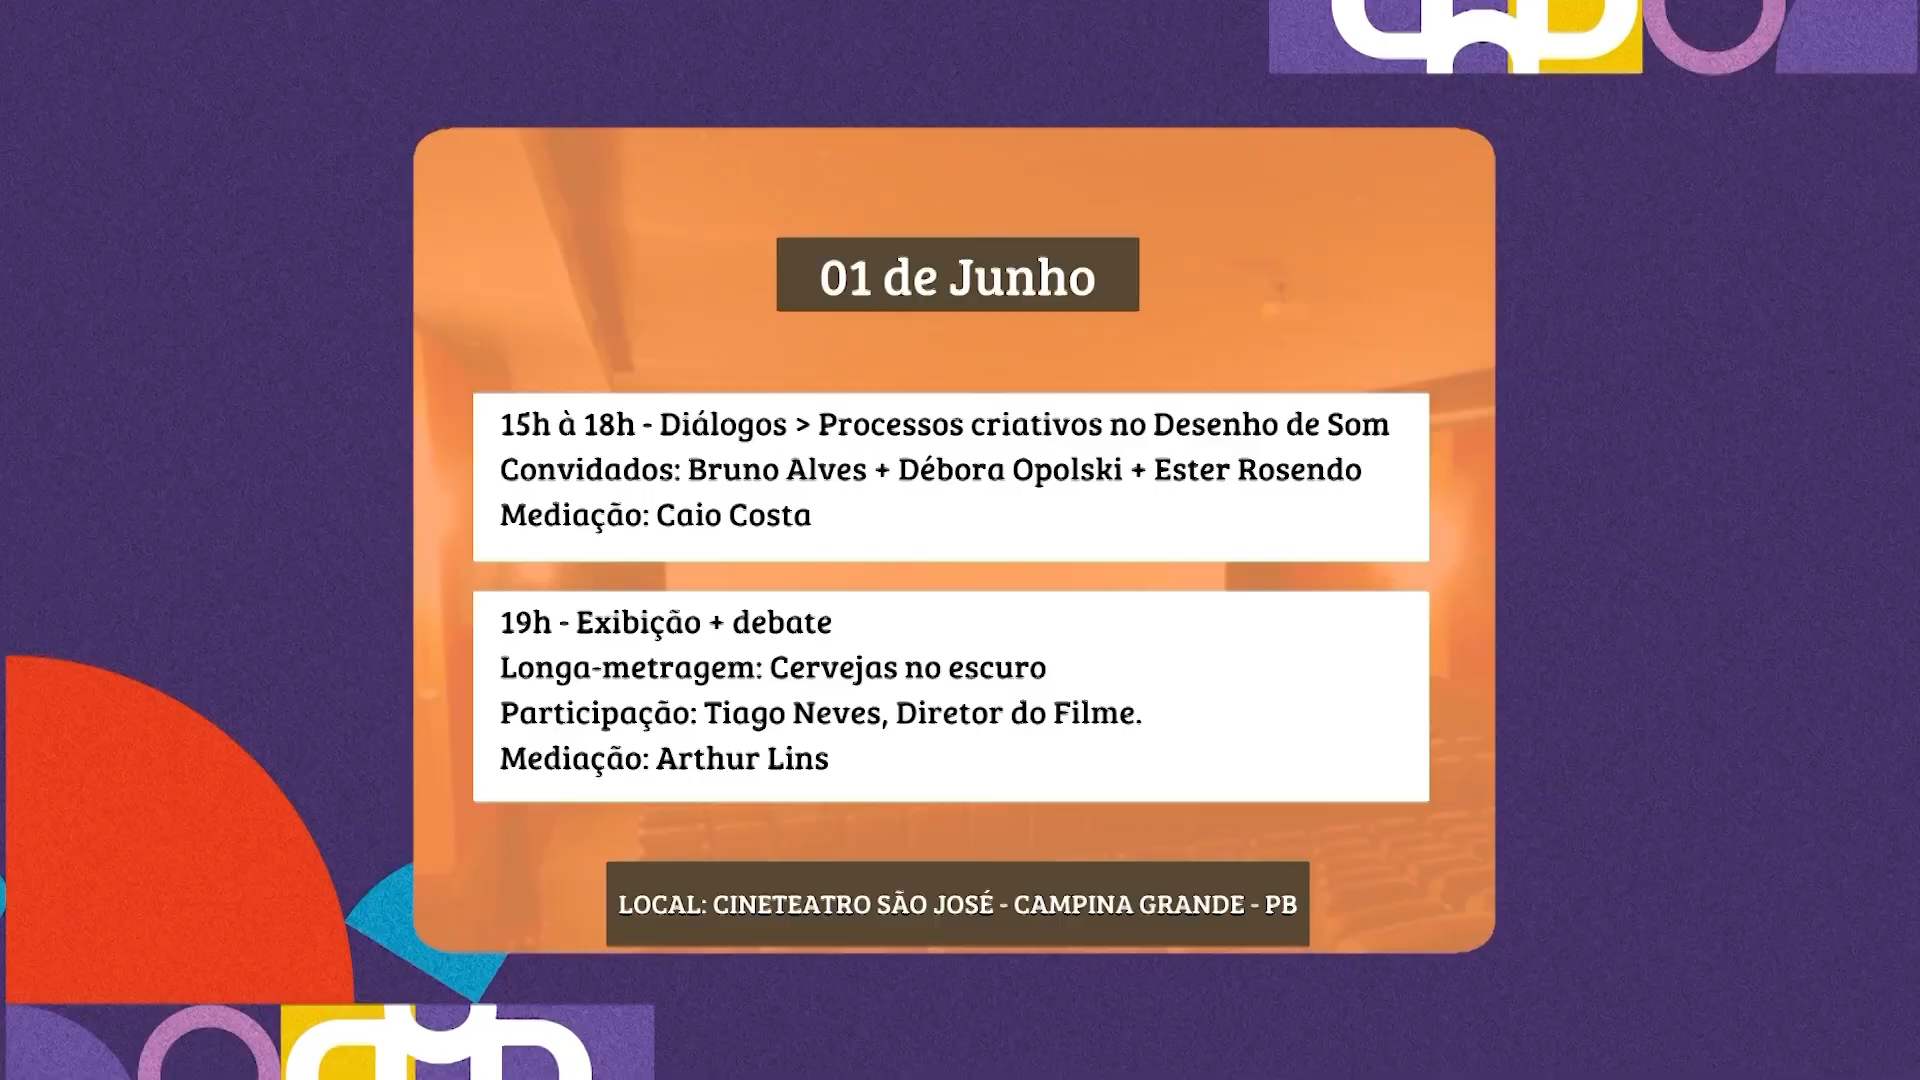 01 de Junho
15h à 18h - Diálogos > Processos criativos no Desenho de Som
Convidados: Bruno Alves + Débora Opolski + Ester Rosendo
Mediação: Caio Costa
19h - Exibição + debate
Longa-metragem: Cervejas no escuro
Participação: Tiago Neves, Diretor do Filme.
Mediação: Arthur Lins
LOCAL: CINETEATRO SÃO JOSÉ - CAMPINA GRANDE - PB